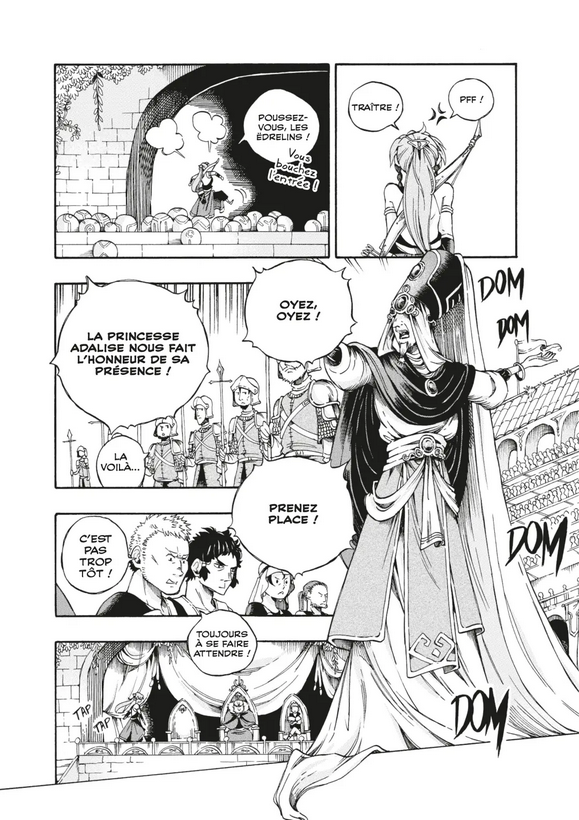 POUSSEZ-
VOUS, LES
ËDRELINS !
Vous
bouchez
l'entrée !
TRAÎTRE !
PFF !
OYEZ,
OYEZ !
LA PRINCESSE
ADALISE NOUS FAIT
L'HONNEUR DE SA
PRÉSENCE !
LA
VOILÀ...
DOM
DOM
PRENEZ
PLACE !
C'EST
PAS
TROP
TÔT !
DOM
TOUJOURS
À SE FAIRE
ATTENDRE !
TAP
TAP
DOM